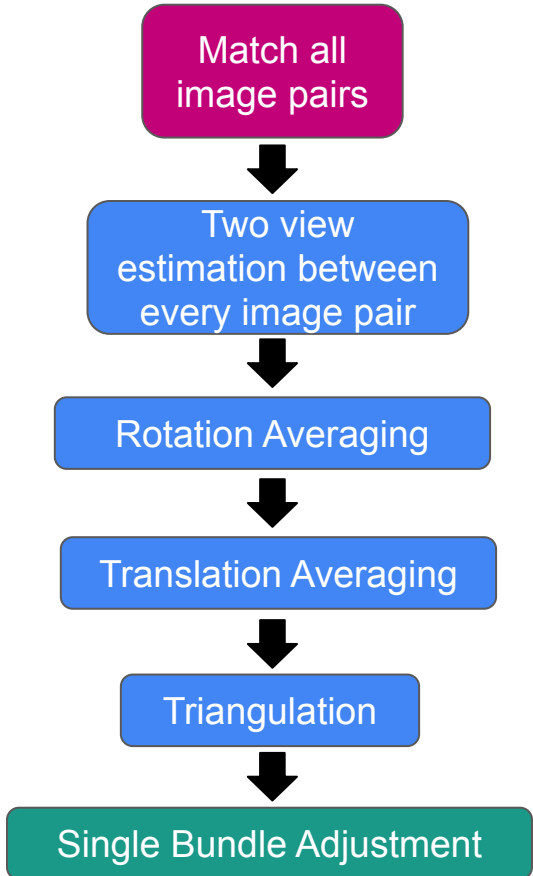 Match all
image pairs
Two view
estimation between
every image pair
Rotation Averaging
Translation Averaging
Triangulation
Single Bundle Adjustment